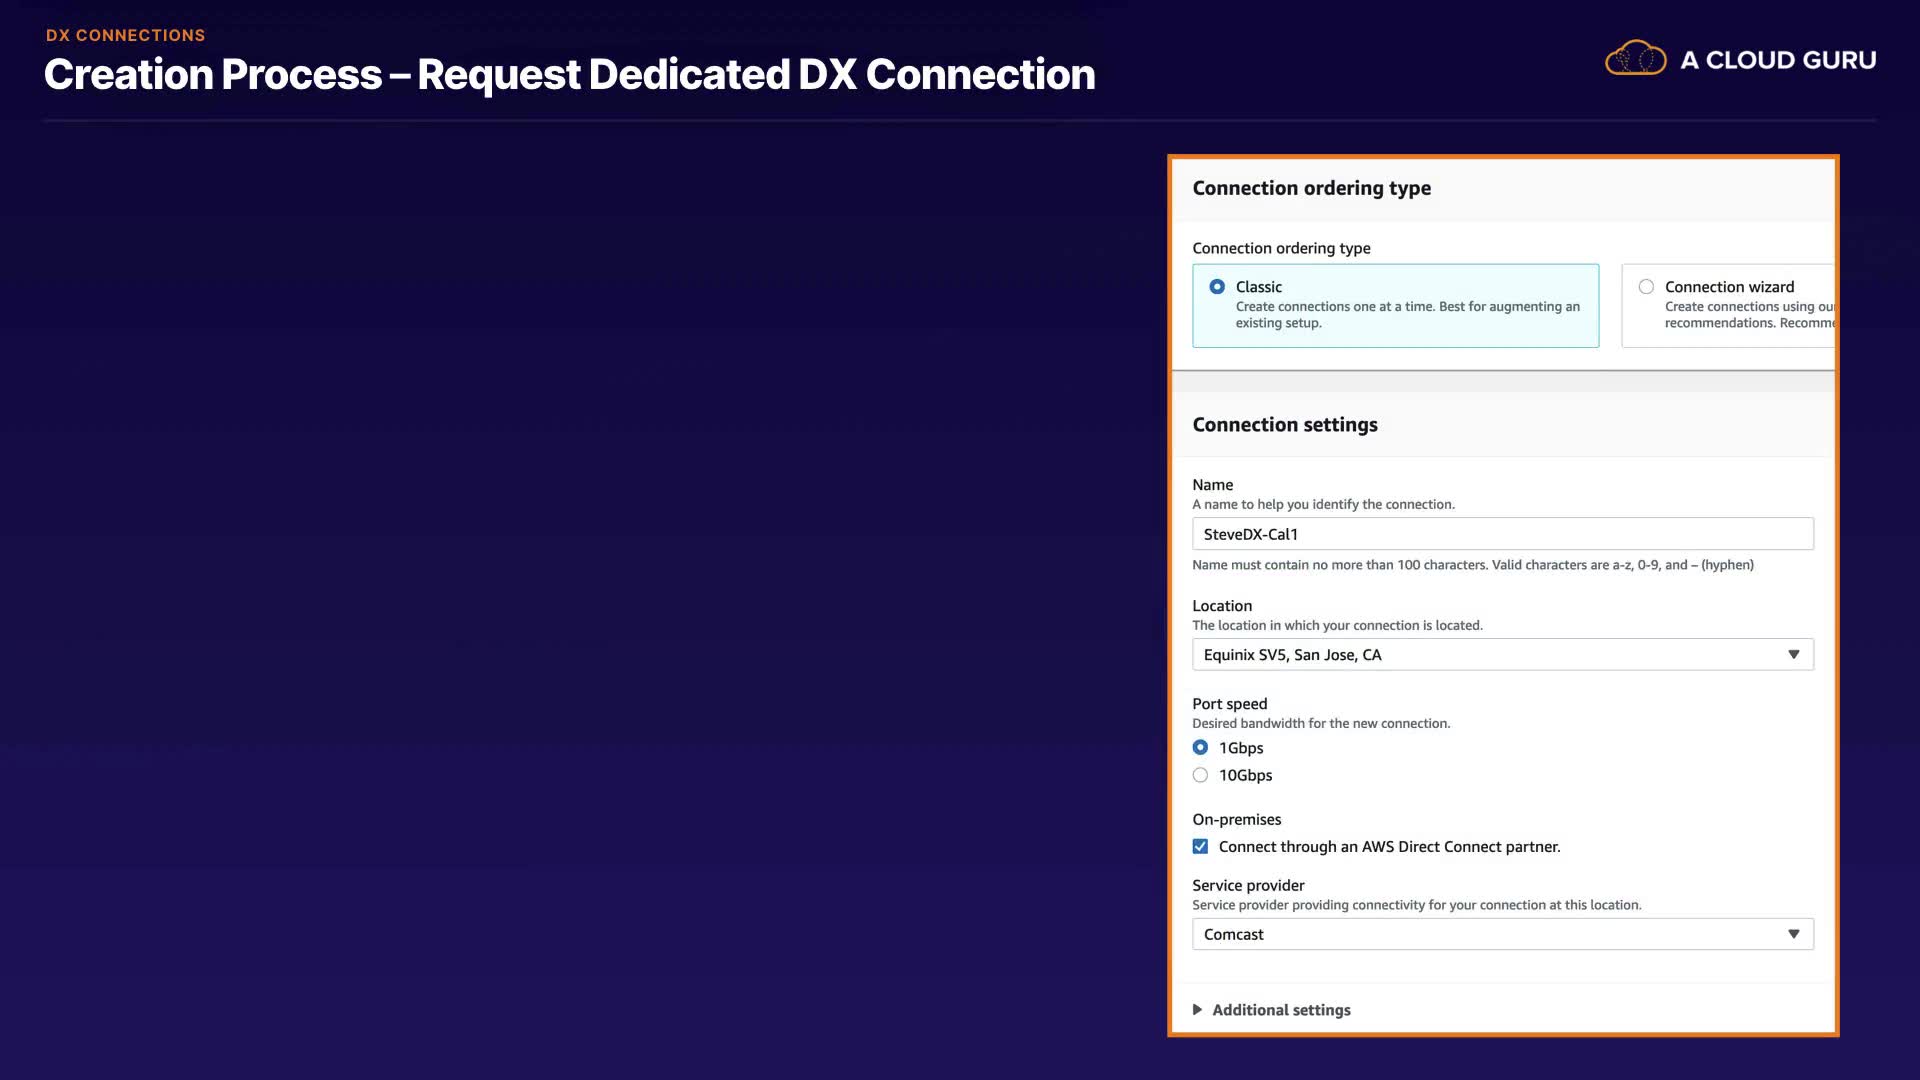 DX CONNECTIONS
Creation Process – Request Dedicated DX Connection
A CLOUD GURU
Connection ordering type
Connection ordering type
Classic
Create connections one at a time. Best for augmenting an
existing setup.
Connection wizard
Create connections using our
recommendations. Recomme
Connection settings
Name
A name to help you identify the connection.
SteveDX-Cal1
Name must contain no more than 100 characters. Valid characters are a-z, 0-9, and – (hyphen)
Location
The location in which your connection is located.
Equinix SV5, San Jose, CA
Port speed
Desired bandwidth for the new connection.
1Gbps
10Gbps
On-premises
Connect through an AWS Direct Connect partner.
Service provider
Service provider providing connectivity for your connection at this location.
Comcast
Additional settings